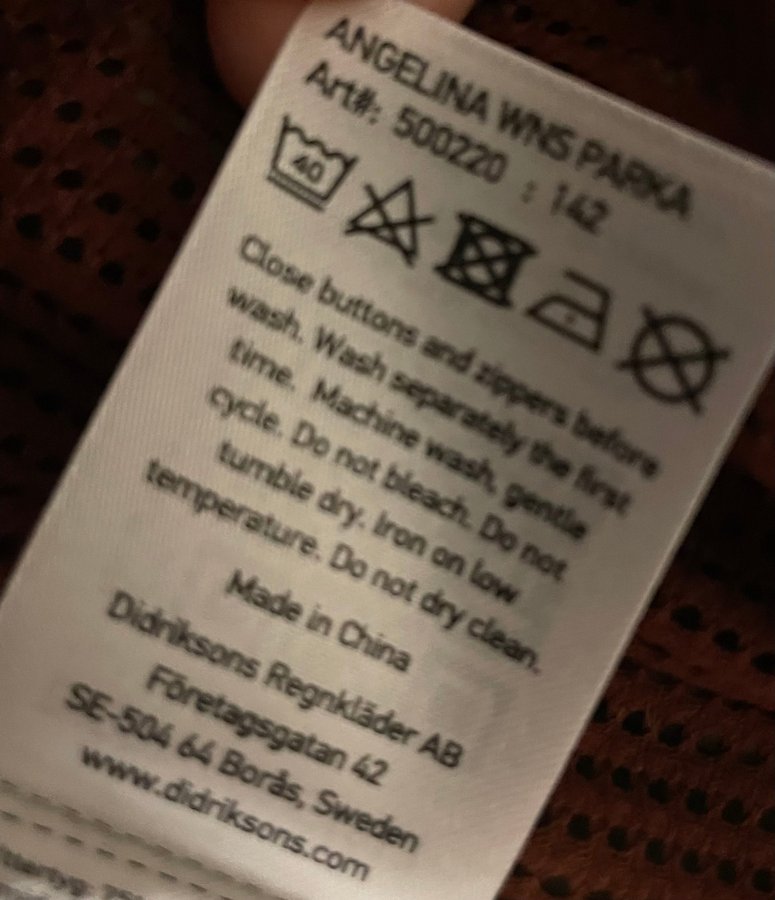 ANGELINA WNS PARKA
Art#: 500220 : 142
40
Close buttons and zippers before
wash. Wash separately the first
time. Machine wash, gentle
cycle. Do not bleach. Do not
tumble dry. Iron on low
temperature. Do not dry clean.
Made in China
Didriksons Regnkläder AB
Företagsgatan 42
SE-504 64 Borås, Sweden
www.didriksons.com